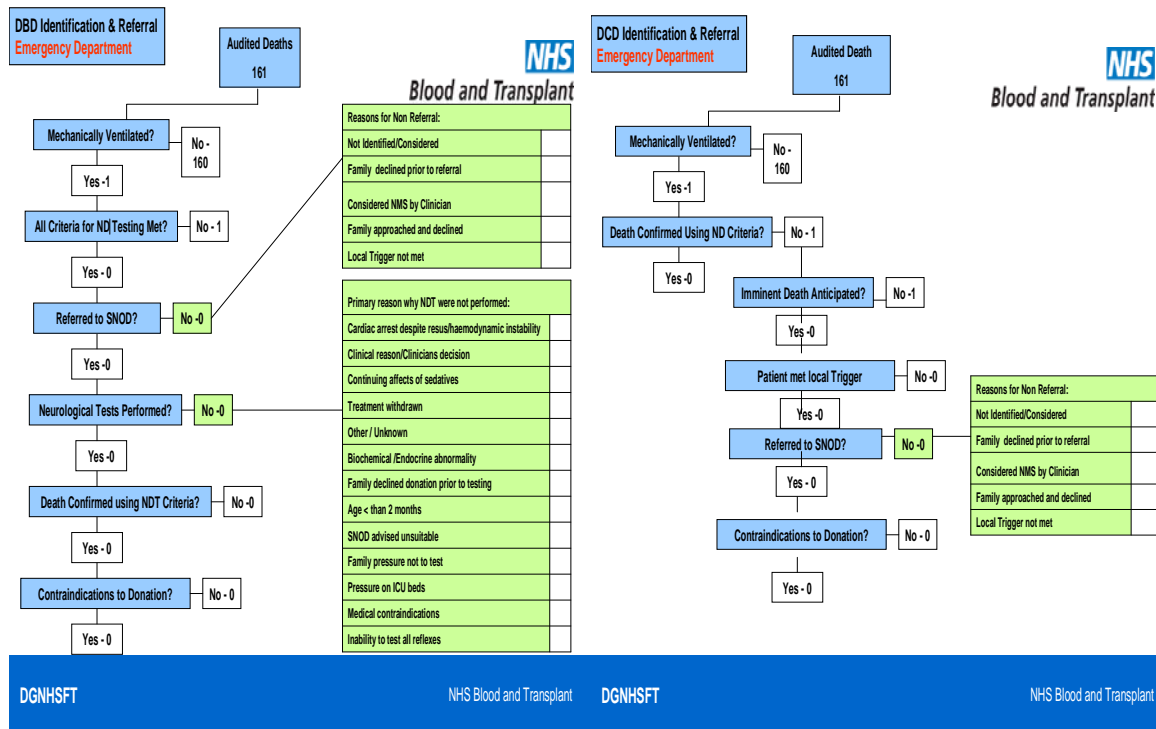 DBD Identification & Referral
Emergency Department
Audited Deaths
161
NHS
Blood and Transplant
Mechanically Ventilated?
No -
160
Yes -1
All Criteria for ND Testing Met?
No - 1
Yes - 0
Referred to SNOD?
No -0
Yes -0
Neurological Tests Performed?
No -0
Yes - 0
Death Confirmed using NDT Criteria?
No -0
Yes - 0
Contraindications to Donation?
No - 0
Yes - 0
Reasons for Non Referral:
Not Identified/Considered
Family declined prior to referral
Considered NMS by Clinician
Family approached and declined
Local Trigger not met
Primary reason why NDT were not performed:
Cardiac arrest despite resus/haemodynamic instability
Clinical reason/Clinicians decision
Continuing affects of sedatives
Treatment withdrawn
Other / Unknown
Biochemical /Endocrine abnormality
Family declined donation prior to testing
Age < than 2 months
SNOD advised unsuitable
Family pressure not to test
Pressure on ICU beds
Medical contraindications
Inability to test all reflexes
DGNHSFT
NHS Blood and Transplant
DCD Identification & Referral
Emergency Department
Audited Death
161
NHS
Blood and Transplant
Mechanically Ventilated?
No -
160
Yes -1
Death Confirmed Using ND Criteria?
No - 1
Yes -0
Imminent Death Anticipated?
No -1
Yes -0
Patient met local Trigger
No -0
Yes -0
Referred to SNOD?
No -0
Yes - 0
Contraindications to Donation?
No - 0
Yes - 0
Reasons for Non Referral:
Not Identified/Considered
Family declined prior to referral
Considered NMS by Clinician
Family approached and declined
Local Trigger not met
DGNHSFT
NHS Blood and Transplant